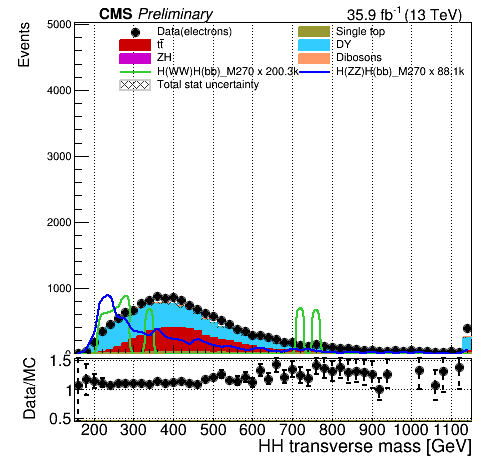 CMS Preliminary 35.9 fb⁻¹ (13 TeV)
Events
5000
4000
3000
2000
1000
0
Data(electrons) Single top
tt̄ DY
ZH Dibosons
H(WW)H(bb)_M270 x 200.3k H(ZZ)H(bb)_M270 x 88.1k
Total stat uncertainty
Data/MC
1.5
1
0.5
200 300 400 500 600 700 800 900 1000 1100
HH transverse mass [GeV]